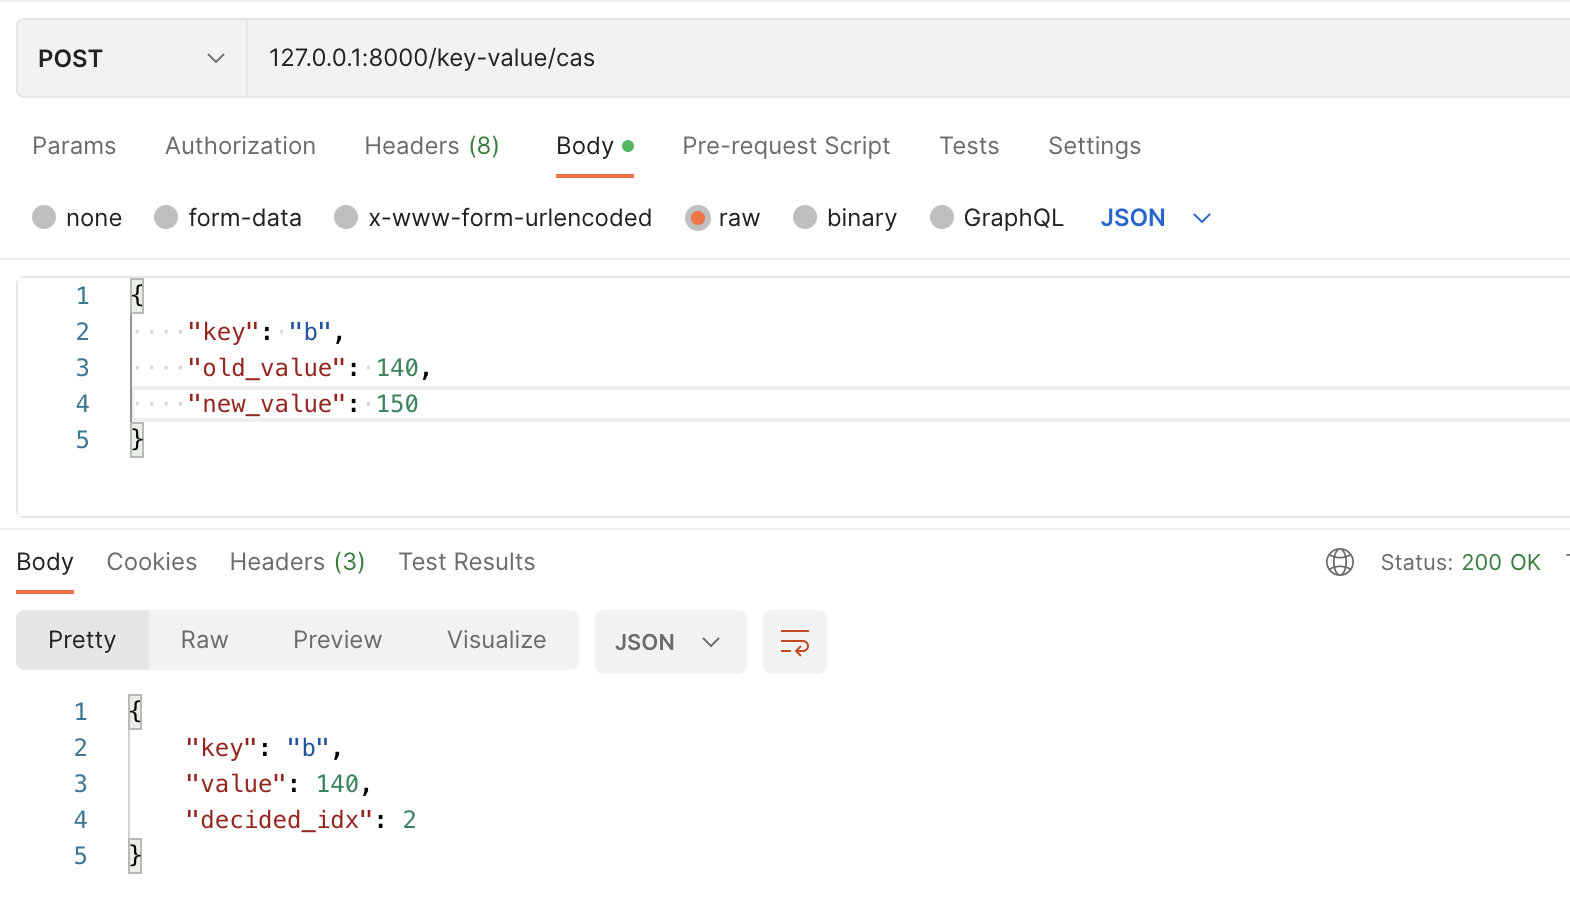 POST 127.0.0.1:8000/key-value/cas
Params Authorization Headers (8) Body Pre-request Script Tests Settings
none form-data x-www-form-urlencoded raw binary GraphQL JSON
1 {
2 "key": "b",
3 "old_value": 140,
4 "new_value": 150
5 }
Body Cookies Headers (3) Test Results Status: 200 OK
Pretty Raw Preview Visualize JSON
1 {
2 "key": "b",
3 "value": 140,
4 "decided_idx": 2
5 }